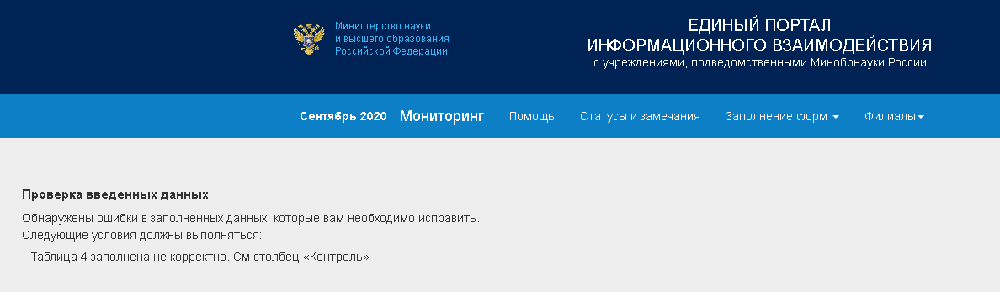 Министерство науки
и высшего образования
Российской Федерации
ЕДИНЫЙ ПОРТАЛ
ИНФОРМАЦИОННОГО ВЗАИМОДЕЙСТВИЯ
с учреждениями, подведомственными Минобрнауки России
Сентябрь 2020 Мониторинг Помощь Статусы и замечания Заполнение форм Филиалы
Проверка введенных данных
Обнаружены ошибки в заполненных данных, которые вам необходимо исправить.
Следующие условия должны выполняться:
Таблица 4 заполнена не корректно. См столбец «Контроль»